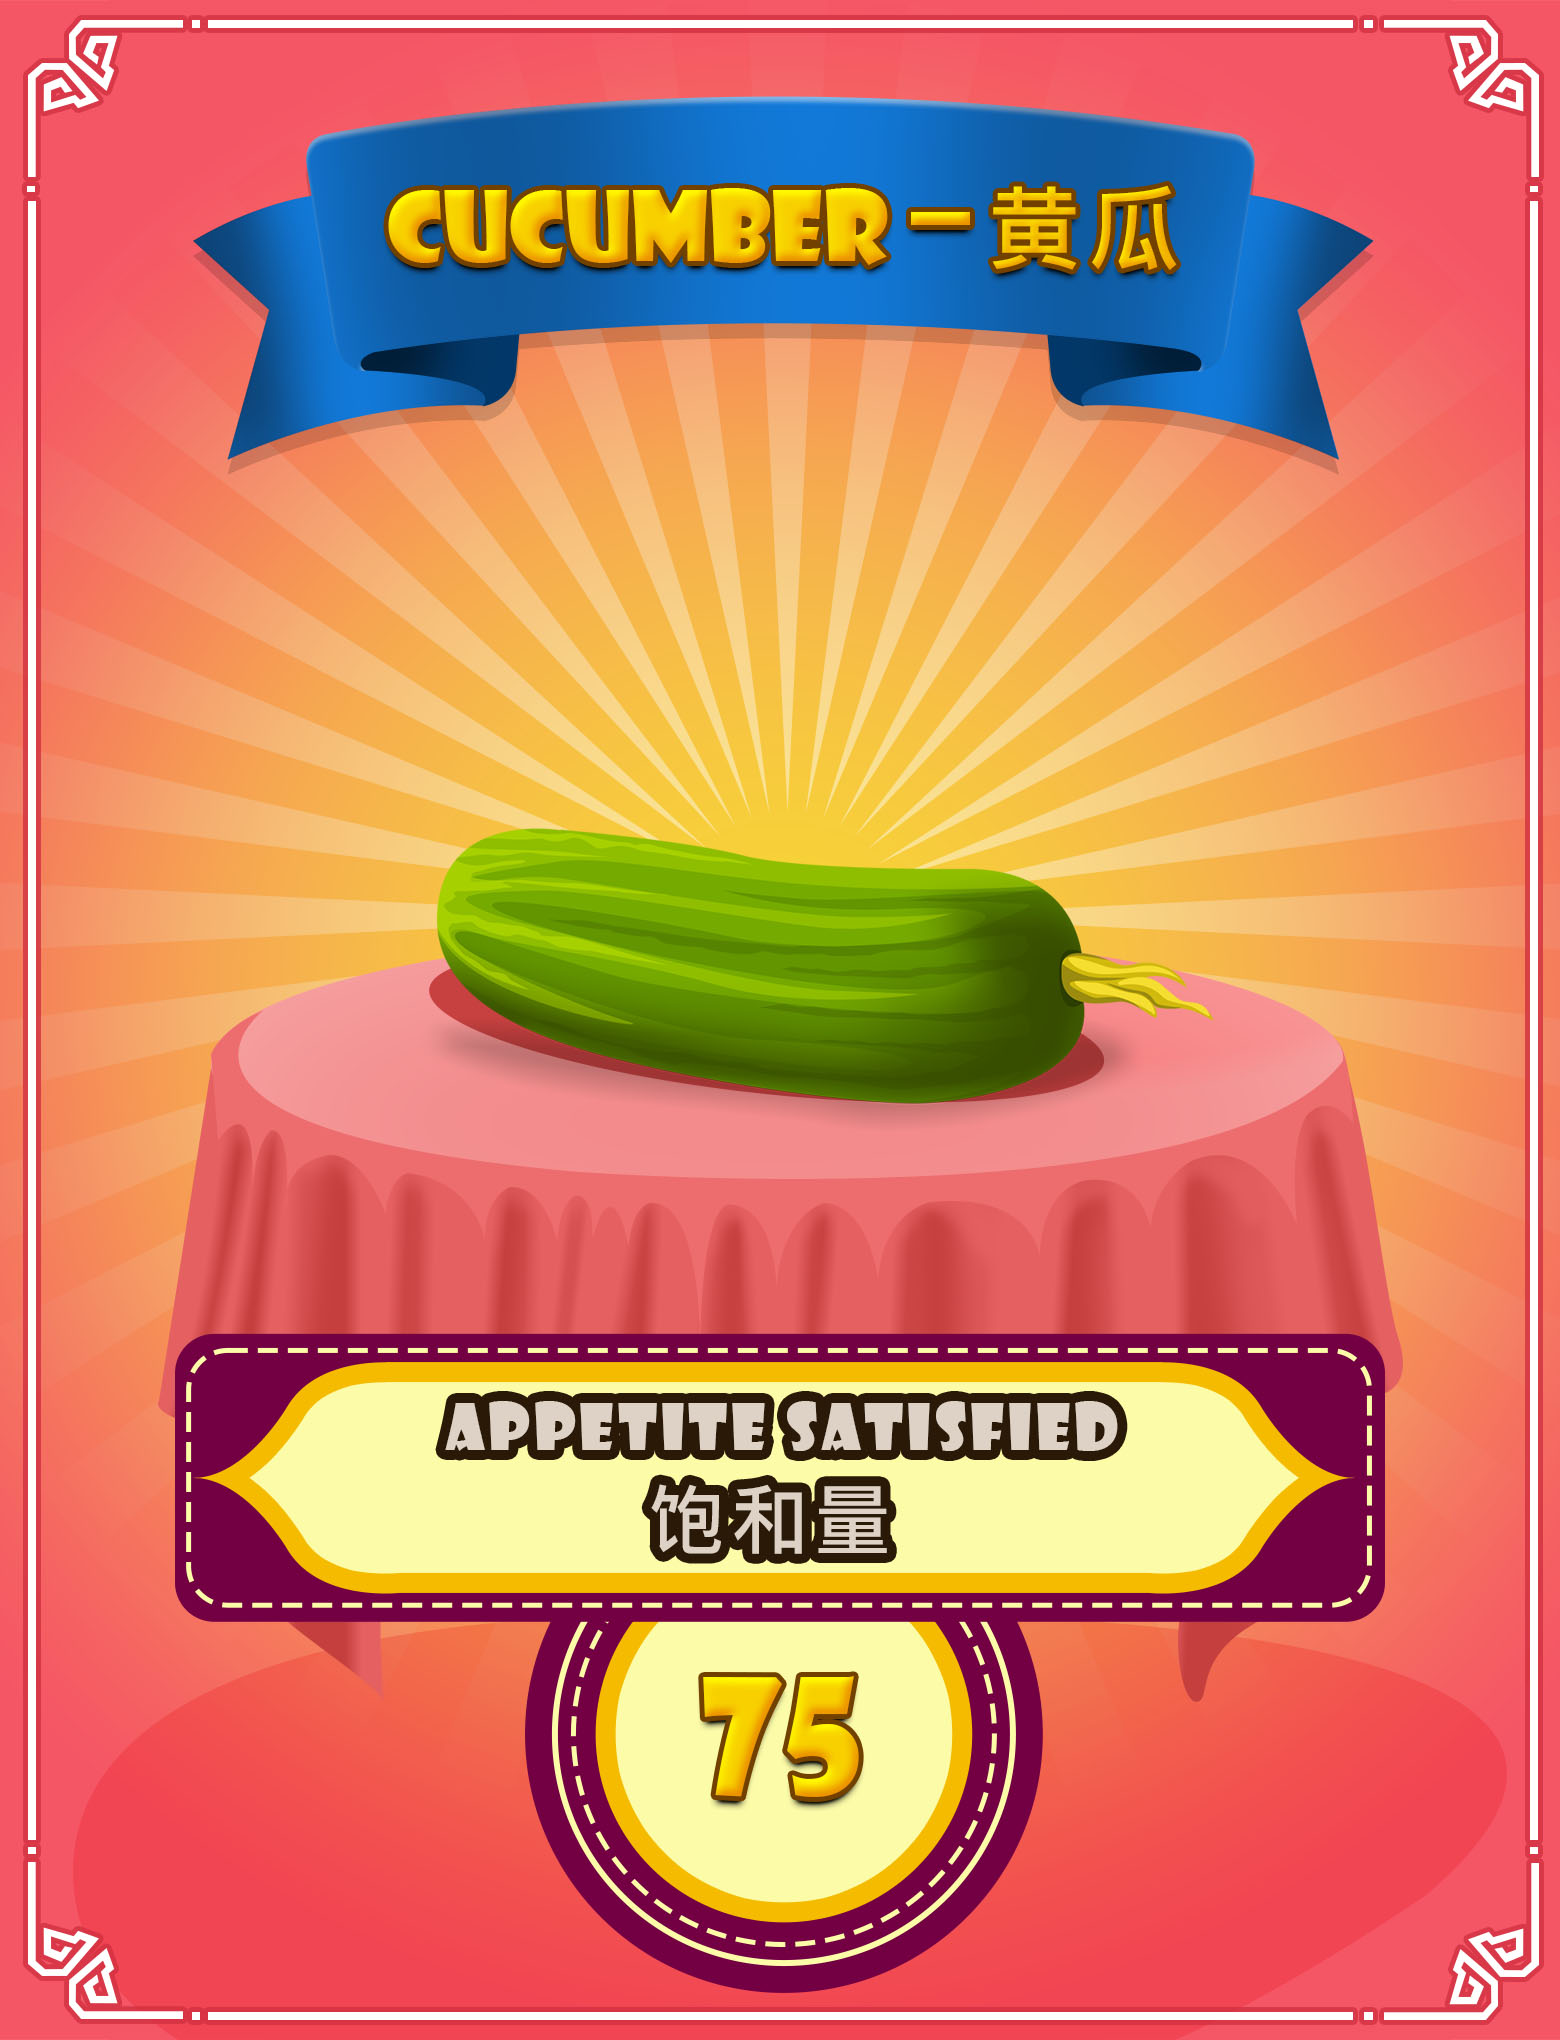 CUCUMBER – 黄瓜
APPETITE SATISFIED
饱和量
75